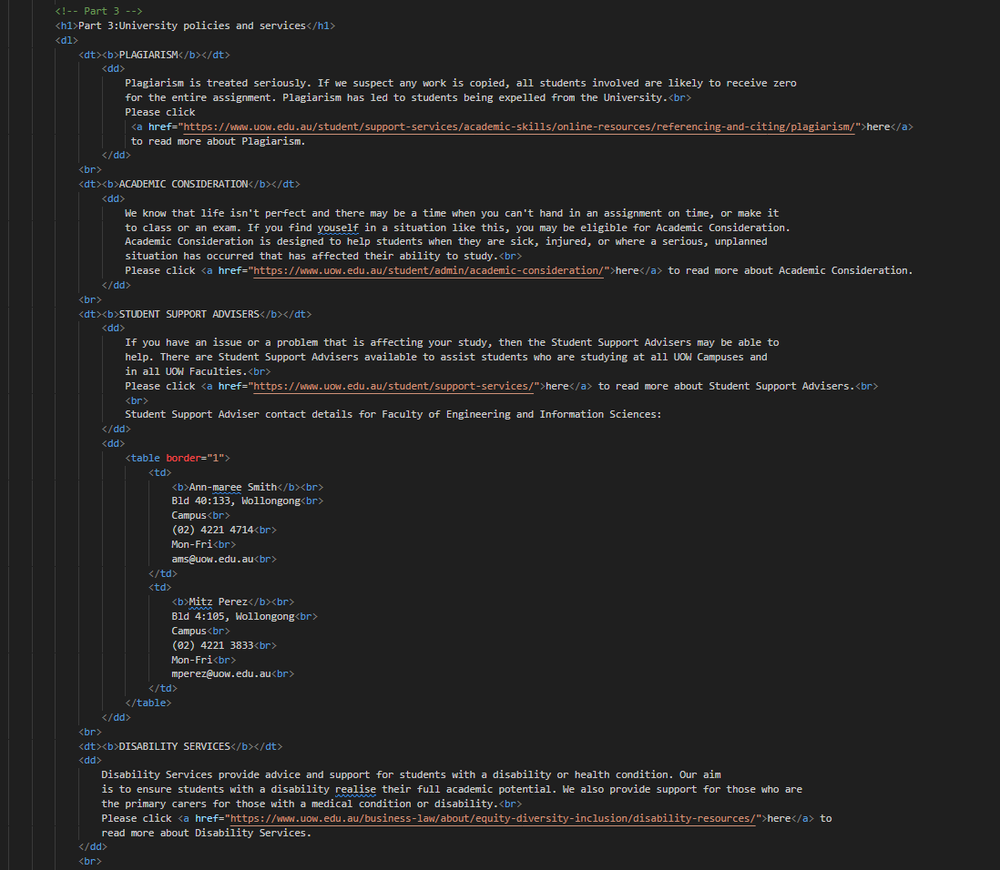 <!-- Part 3 -->
<h1>Part 3:University policies and services</h1>
<dl>
<dt><b>PLAGIARISM</b></dt>
<dd>
Plagiarism is treated seriously. If we suspect any work is copied, all students involved are likely to receive zero
for the entire assignment. Plagiarism has led to students being expelled from the University.<br>
Please click
<a href="https://www.uow.edu.au/student/support-services/academic-skills/online-resources/referencing-and-citing/plagiarism/">here</a>
to read more about Plagiarism.
</dd>
<br>
<dt><b>ACADEMIC CONSIDERATION</b></dt>
<dd>
We know that life isn't perfect and there may be a time when you can't hand in an assignment on time, or make it
to class or an exam. If you find youself in a situation like this, you may be eligible for Academic Consideration.
Academic Consideration is designed to help students when they are sick, injured, or where a serious, unplanned
situation has occurred that has affected their ability to study.<br>
Please click <a href="https://www.uow.edu.au/student/admin/academic-consideration/">here</a> to read more about Academic Consideration.
</dd>
<br>
<dt><b>STUDENT SUPPORT ADVISERS</b></dt>
<dd>
If you have an issue or a problem that is affecting your study, then the Student Support Advisers may be able to
help. There are Student Support Advisers available to assist students who are studying at all UOW Campuses and
in all UOW Faculties.<br>
Please click <a href="https://www.uow.edu.au/student/support-services/">here</a> to read more about Student Support Advisers.<br>
<br>
Student Support Adviser contact details for Faculty of Engineering and Information Sciences:
</dd>
<dd>
<table border="1">
<td>
<b>Ann-maree Smith</b><br>
Bld 40:133, Wollongong<br>
Campus<br>
(02) 4221 4714<br>
Mon-Fri<br>
ams@uow.edu.au<br>
</td>
<td>
<b>Mitz Perez</b><br>
Bld 4:105, Wollongong<br>
Campus<br>
(02) 4221 3833<br>
Mon-Fri<br>
mperez@uow.edu.au<br>
</td>
</table>
</dd>
<br>
<dt><b>DISABILITY SERVICES</b></dt>
<dd>
Disability Services provide advice and support for students with a disability or health condition. Our aim
is to ensure students with a disability realise their full academic potential. We also provide support for those who are
the primary carers for those with a medical condition or disability.<br>
Please click <a href="https://www.uow.edu.au/business-law/about/equity-diversity-inclusion/disability-resources/">here</a> to
read more about Disability Services.
</dd>
<br>